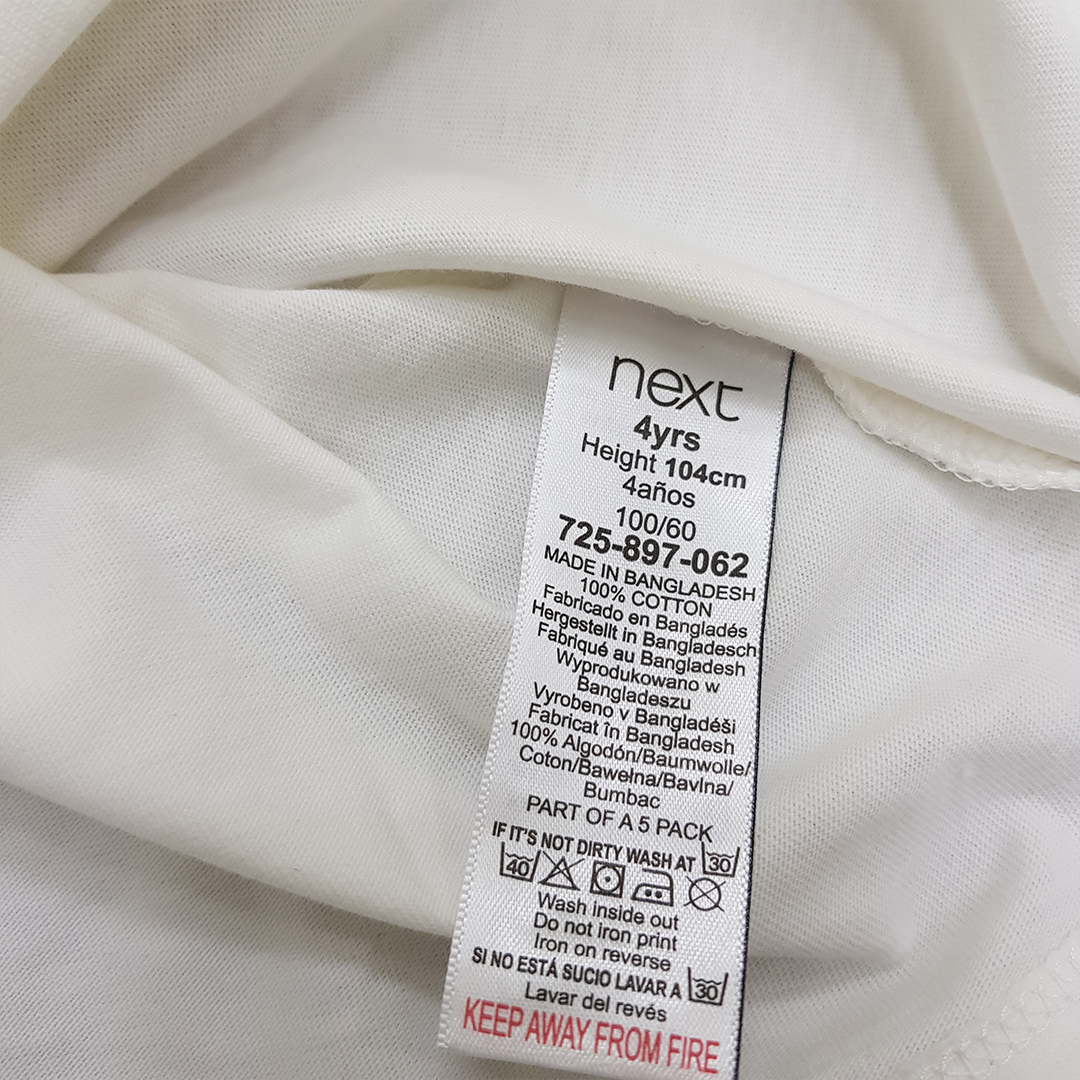 next
4yrs
Height 104cm
4años
100/60
725-897-062
MADE IN BANGLADESH
100% COTTON
Fabricado en Bangladés
Hergestellt in Bangladesch
Fabriqué au Bangladesh
Wyprodukowano w
Bangladeszu
Vyrobeno v Bangladéši
Fabricat în Bangladesh
100% Algodón/Baumwolle/
Coton/Bawełna/Bavlna/
Bumbac
PART OF A 5 PACK
IF IT'S NOT DIRTY WASH AT 30
40
Wash inside out
Do not iron print
Iron on reverse
SI NO ESTÁ SUCIO LAVAR A 30
Lavar del revés
KEEP AWAY FROM FIRE